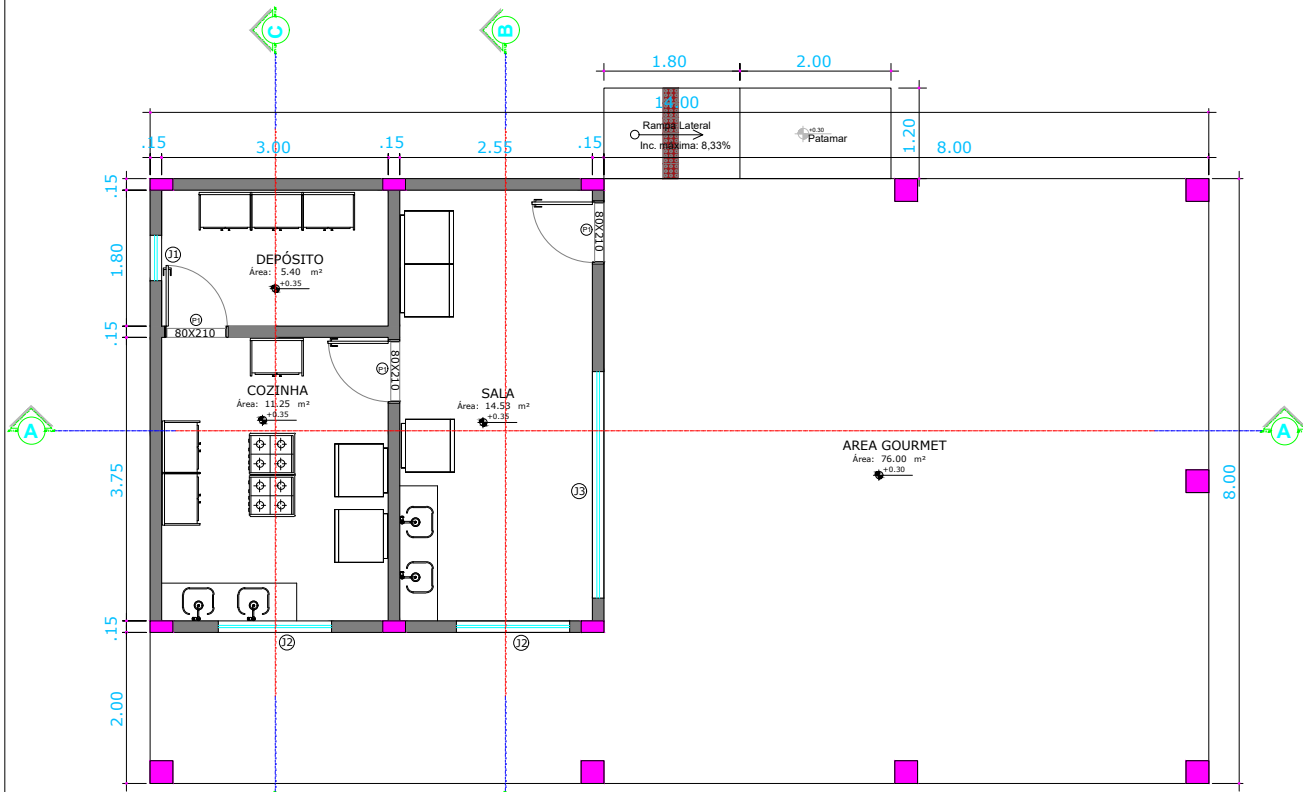 C
B
1.80
2.00
14.00
.15
3.00
.15
2.55
.15
8.00
1.20
Rampa Lateral
Inc. máxima: 8,33%
+0.30
Patamar
.15
1.80
.15
3.75
.15
2.00
8.00
J1
DEPÓSITO
Área: 5.40 m²
+0.35
P1
80X210
P1
80X210
P1
80X210
COZINHA
Área: 11.25 m²
+0.35
SALA
Área: 14.53 m²
+0.35
A
A
AREA GOURMET
Área: 76.00 m²
+0.30
J3
J2
J2